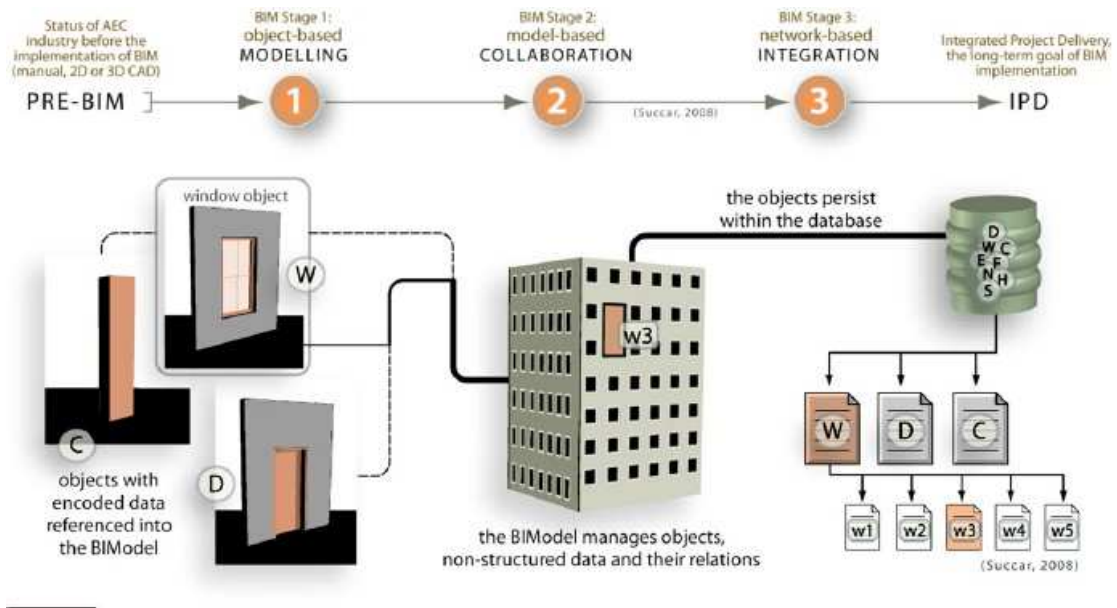 Status of AEC
industry before the
implementation of BIM
(manual, 2D or 3D CAD)
PRE-BIM
BIM Stage 1:
object-based
MODELLING
1
BIM Stage 2:
model-based
COLLABORATION
2
(Succar, 2008)
BIM Stage 3:
network-based
INTEGRATION
3
Integrated Project Delivery,
the long-term goal of BIM
implementation
IPD
window object
W
C
objects with
encoded data
referenced into
the BIModel
D
w3
the BIModel manages objects,
non-structured data and their relations
the objects persist
within the database
D
W C
E F
N H
S
W D C
w1 w2 w3 w4 w5
(Succar, 2008)